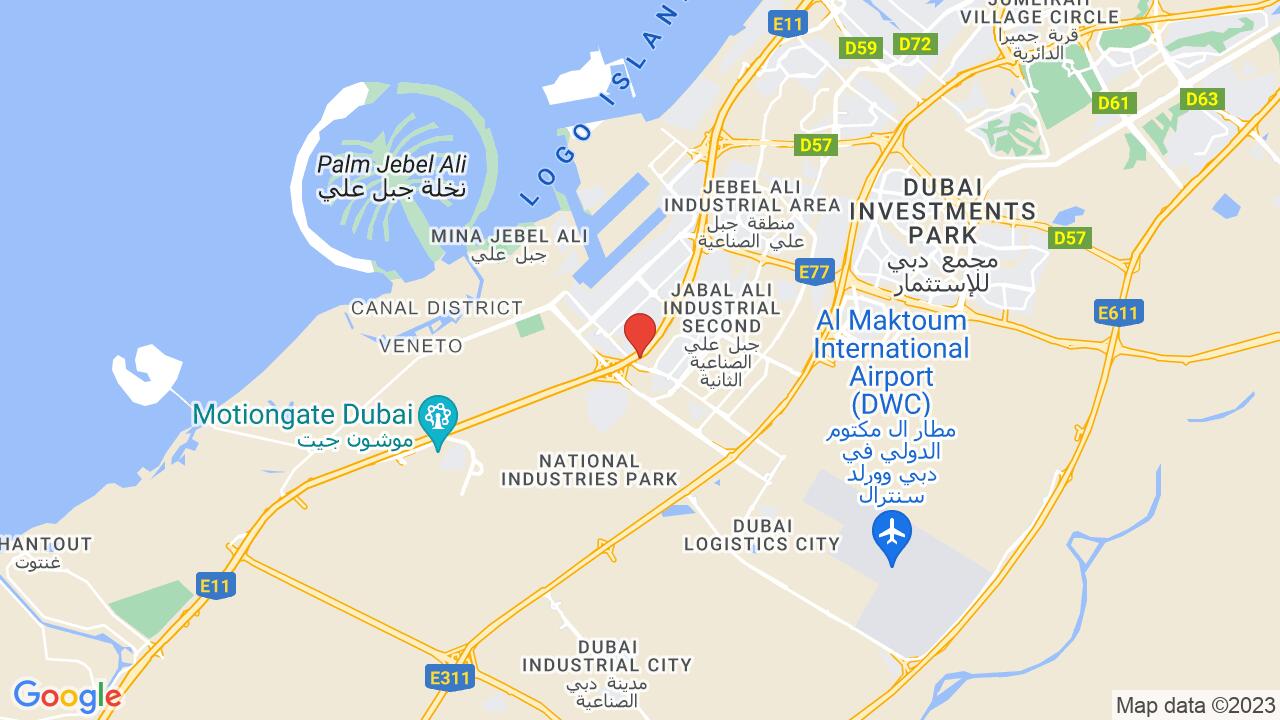 E11
JUMEIRAH
VILLAGE CIRCLE
قرية جميرا
الدائرية
D59
D72
LOGO ISLAN
D61
D63
D57
Palm Jebel Ali
نخلة جبل علي
JEBEL ALI
INDUSTRIAL AREA
منطقة جبل
علي الصناعية
DUBAI
INVESTMENTS
PARK
مجمع دبي
للإستثمار
MINA JEBEL ALI
جبل علي
D57
E77
CANAL DISTRICT
JABAL ALI
INDUSTRIAL
SECOND
جبل علي
الصناعية
الثانية
E611
VENETO
Al Maktoum
International
Airport
(DWC)
مطار ال مكتوم
الدولي في
دبي وورلد
سنترال
Motiongate Dubai
موشون جيت
NATIONAL
INDUSTRIES PARK
DUBAI
LOGISTICS CITY
HANTOUT
غنتوت
E11
DUBAI
INDUSTRIAL CITY
مدينة دبي
الصناعية
E311
Google
Map data ©2023